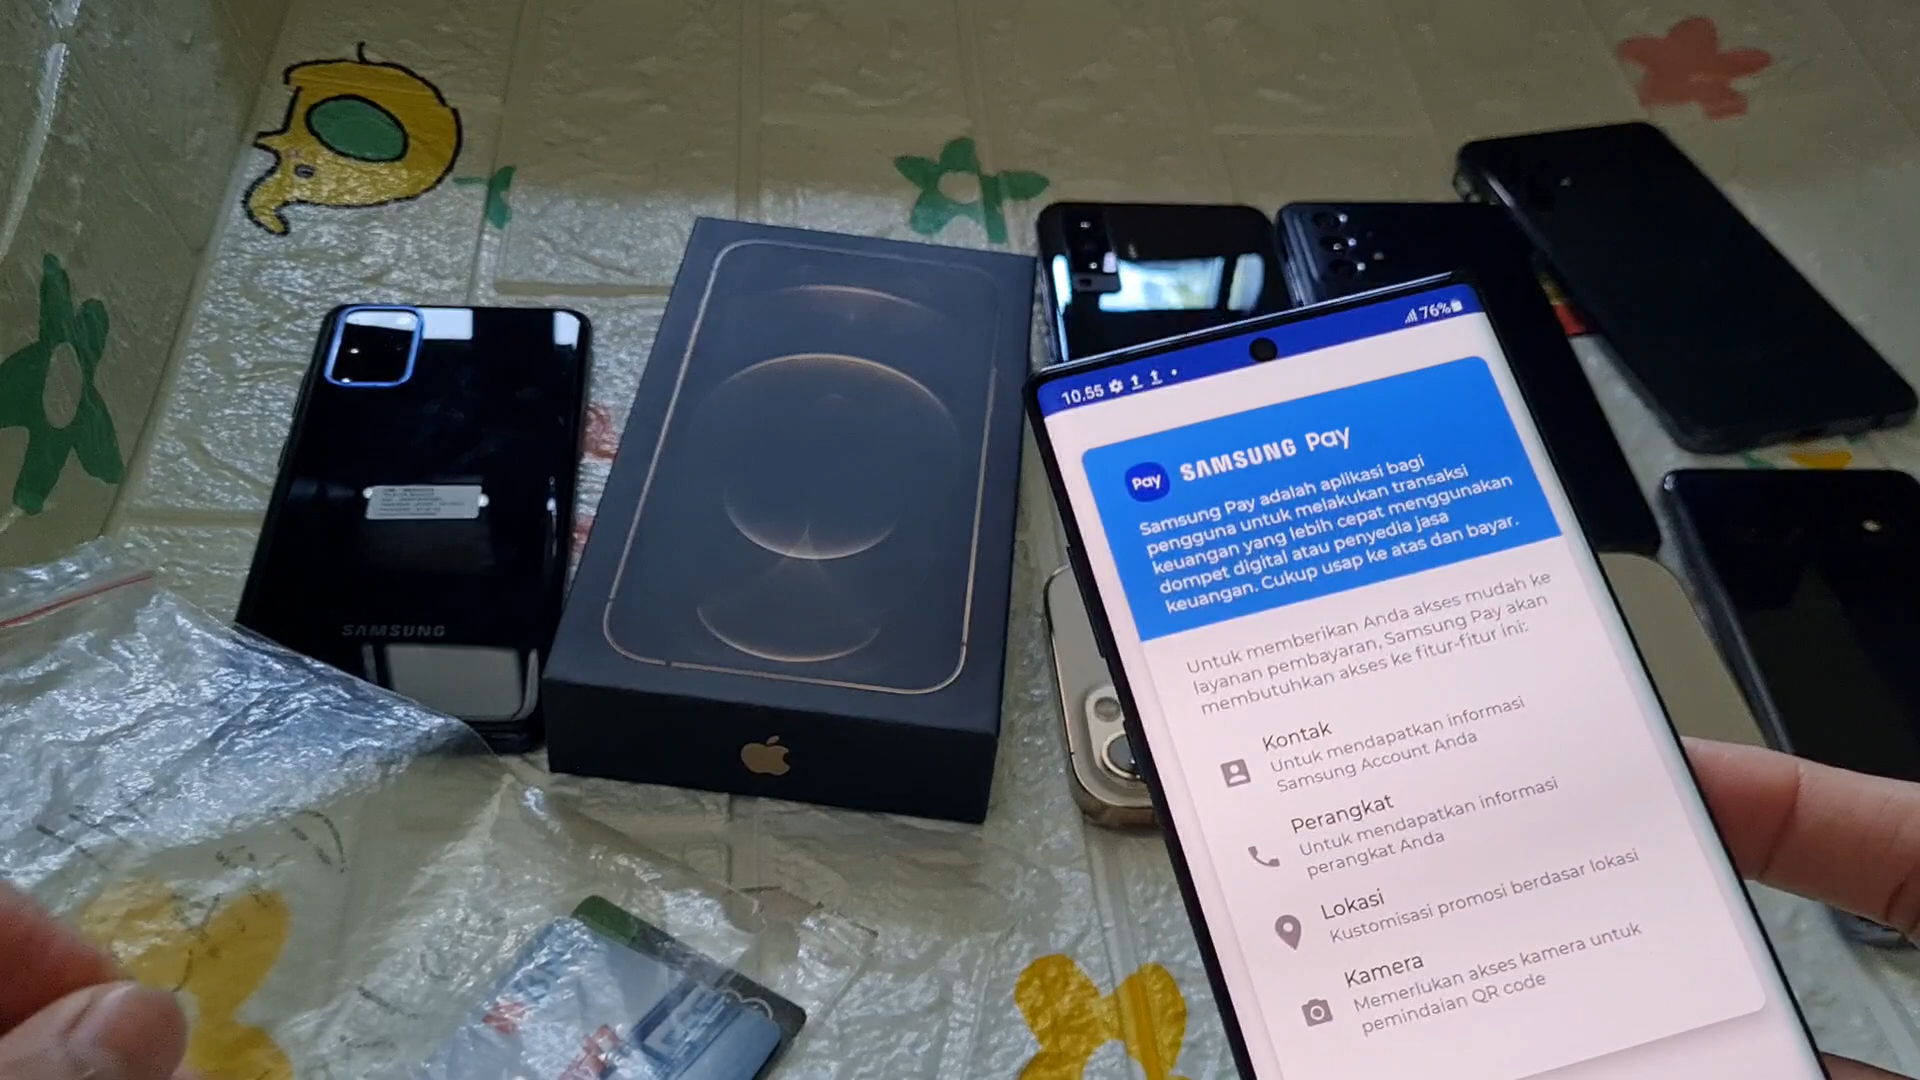 SAMSUNG
10.55
76%
Pay
SAMSUNG Pay
Samsung Pay adalah aplikasi bagi
pengguna untuk melakukan transaksi
keuangan yang lebih cepat menggunakan
dompet digital atau penyedia jasa
keuangan. Cukup usap ke atas dan bayar.
Untuk memberikan Anda akses mudah ke
layanan pembayaran, Samsung Pay akan
membutuhkan akses ke fitur-fitur ini:
Kontak
Untuk mendapatkan informasi
Samsung Account Anda
Perangkat
Untuk mendapatkan informasi
perangkat Anda
Lokasi
Kustomisasi promosi berdasar lokasi
Kamera
Memerlukan akses kamera untuk
pemindaian QR code